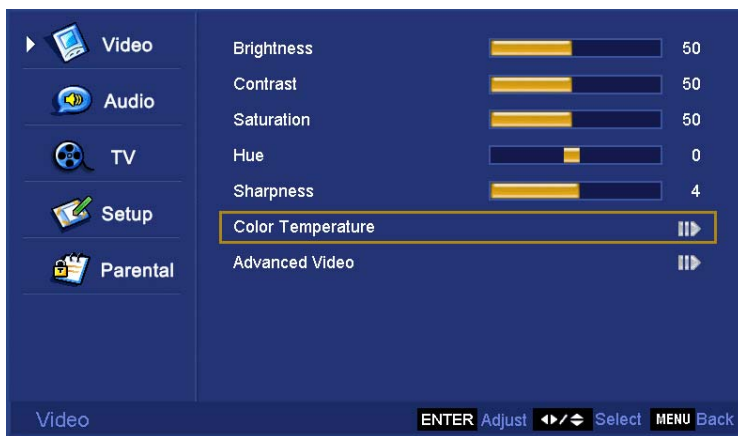 Video
Audio
TV
Setup
Parental
Brightness 50
Contrast 50
Saturation 50
Hue 0
Sharpness 4
Color Temperature
Advanced Video
Video ENTER Adjust Select MENU Back